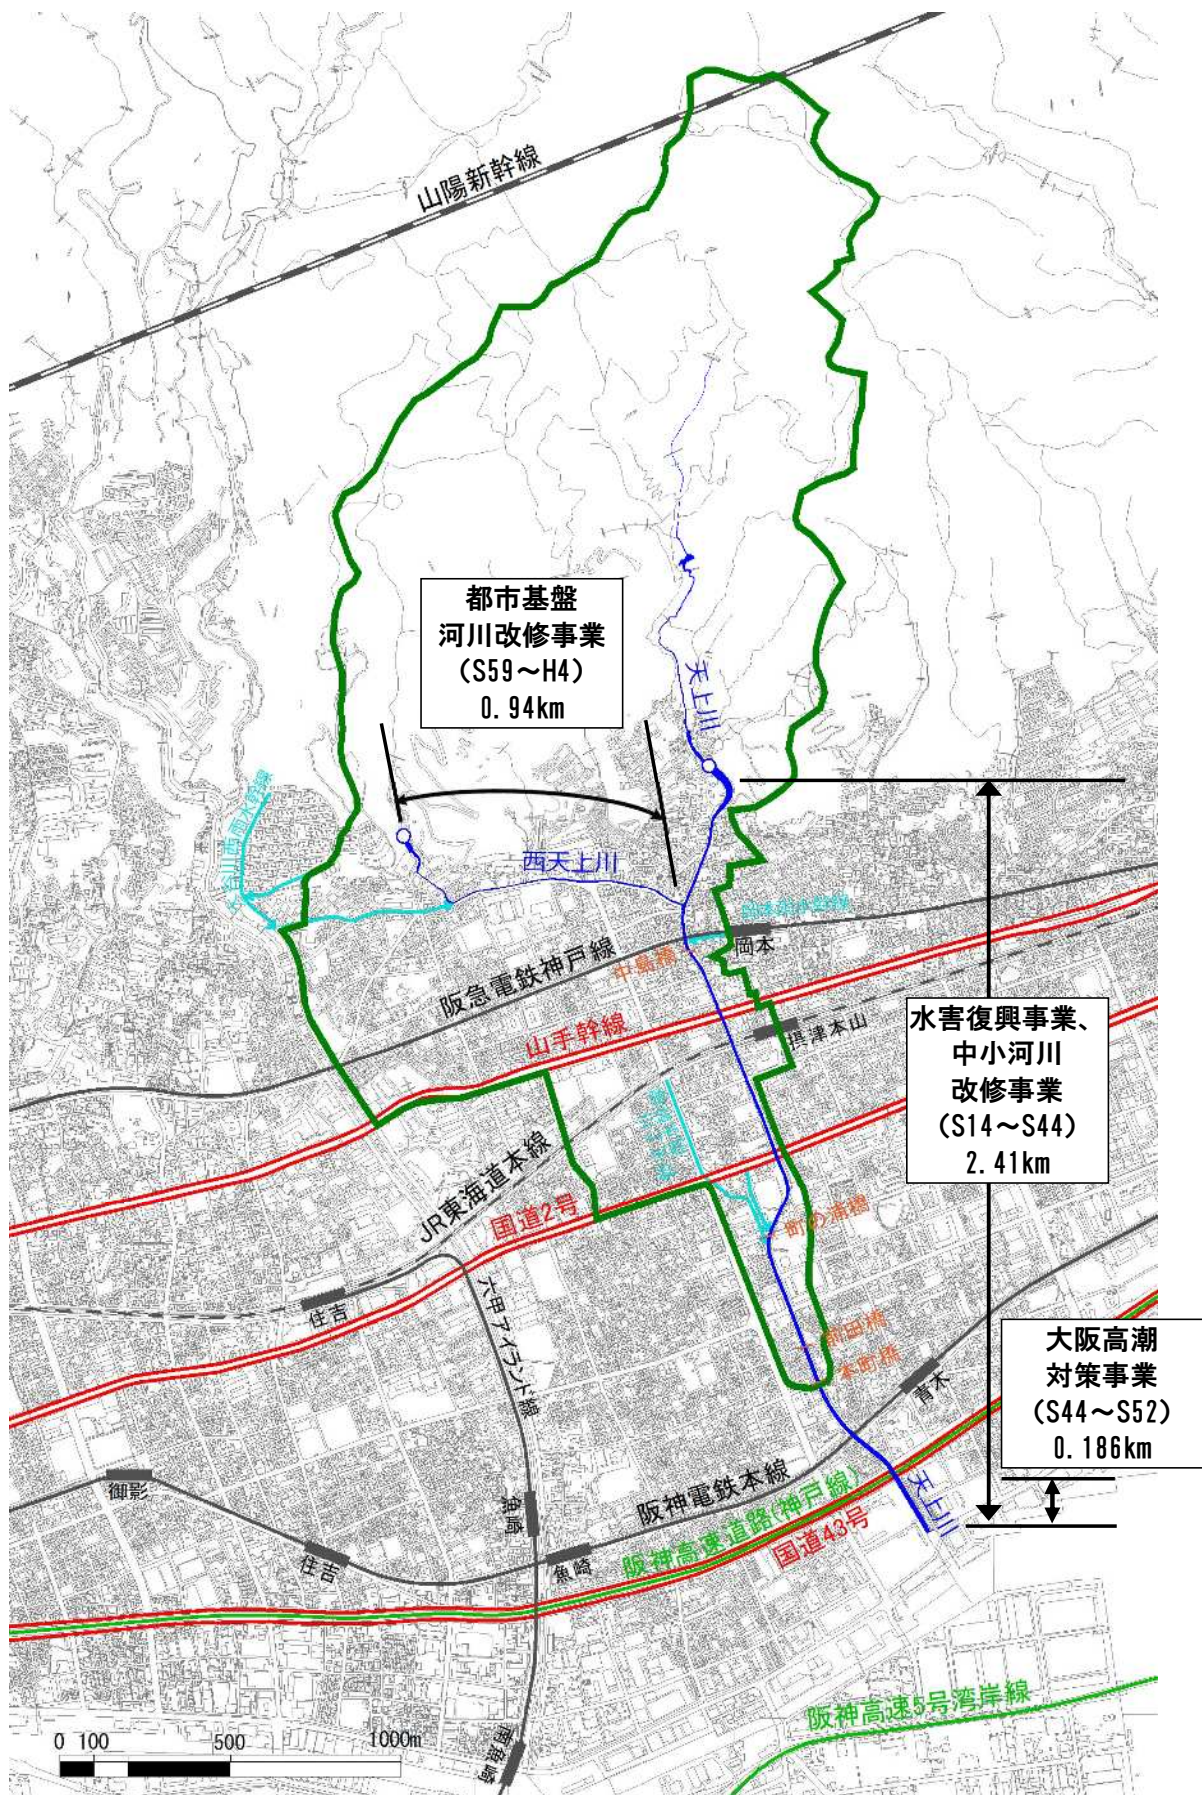 山陽新幹線
都市基盤
河川改修事業
（S59～H4）
0.94km
天上川
西天上川
阪急電鉄神戸線
岡本
中島橋
山手幹線
摂津本山
水害復興事業、
中小河川
改修事業
（S14～S44）
2.41km
JR東海道本線
国道2号
町の浦橋
住吉
六甲アイランド線
前田橋
本町橋
青木
大阪高潮
対策事業
（S44～S52）
0.186km
御影
魚崎
阪神電鉄本線
天上川
住吉
魚崎
阪神高速道路(神戸線)
国道43号
阪神高速5号湾岸線
南魚崎
0 100 500 1000m